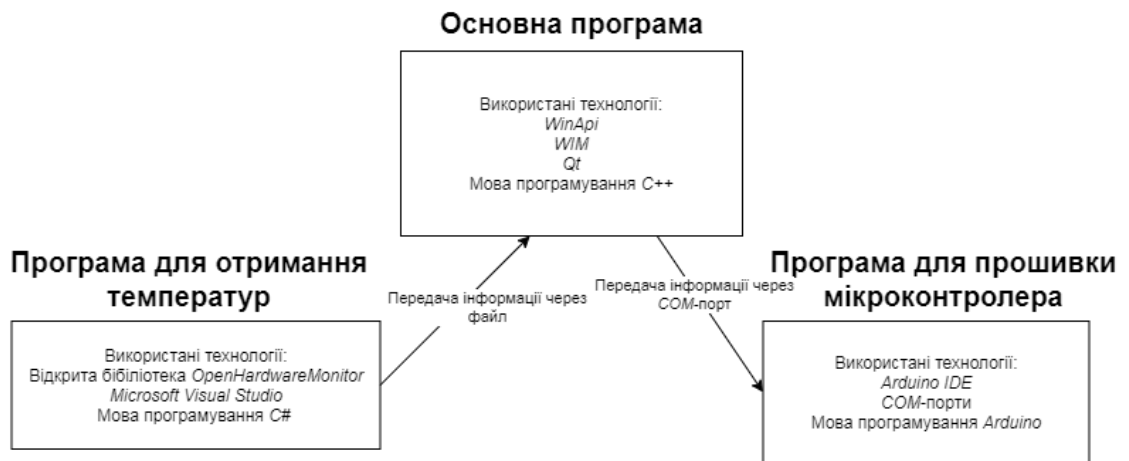 Основна програма
Використані технології:
WinApi
WIM
Qt
Мова програмування C++
Програма для отримання
температур
Передача інформації через
файл
Передача інформації через
COM-порт
Програма для прошивки
мікроконтролера
Використані технології:
Відкрита бібіліотека OpenHardwareMonitor
Microsoft Visual Studio
Мова програмування C#
Використані технології:
Arduino IDE
COM-порти
Мова програмування Arduino